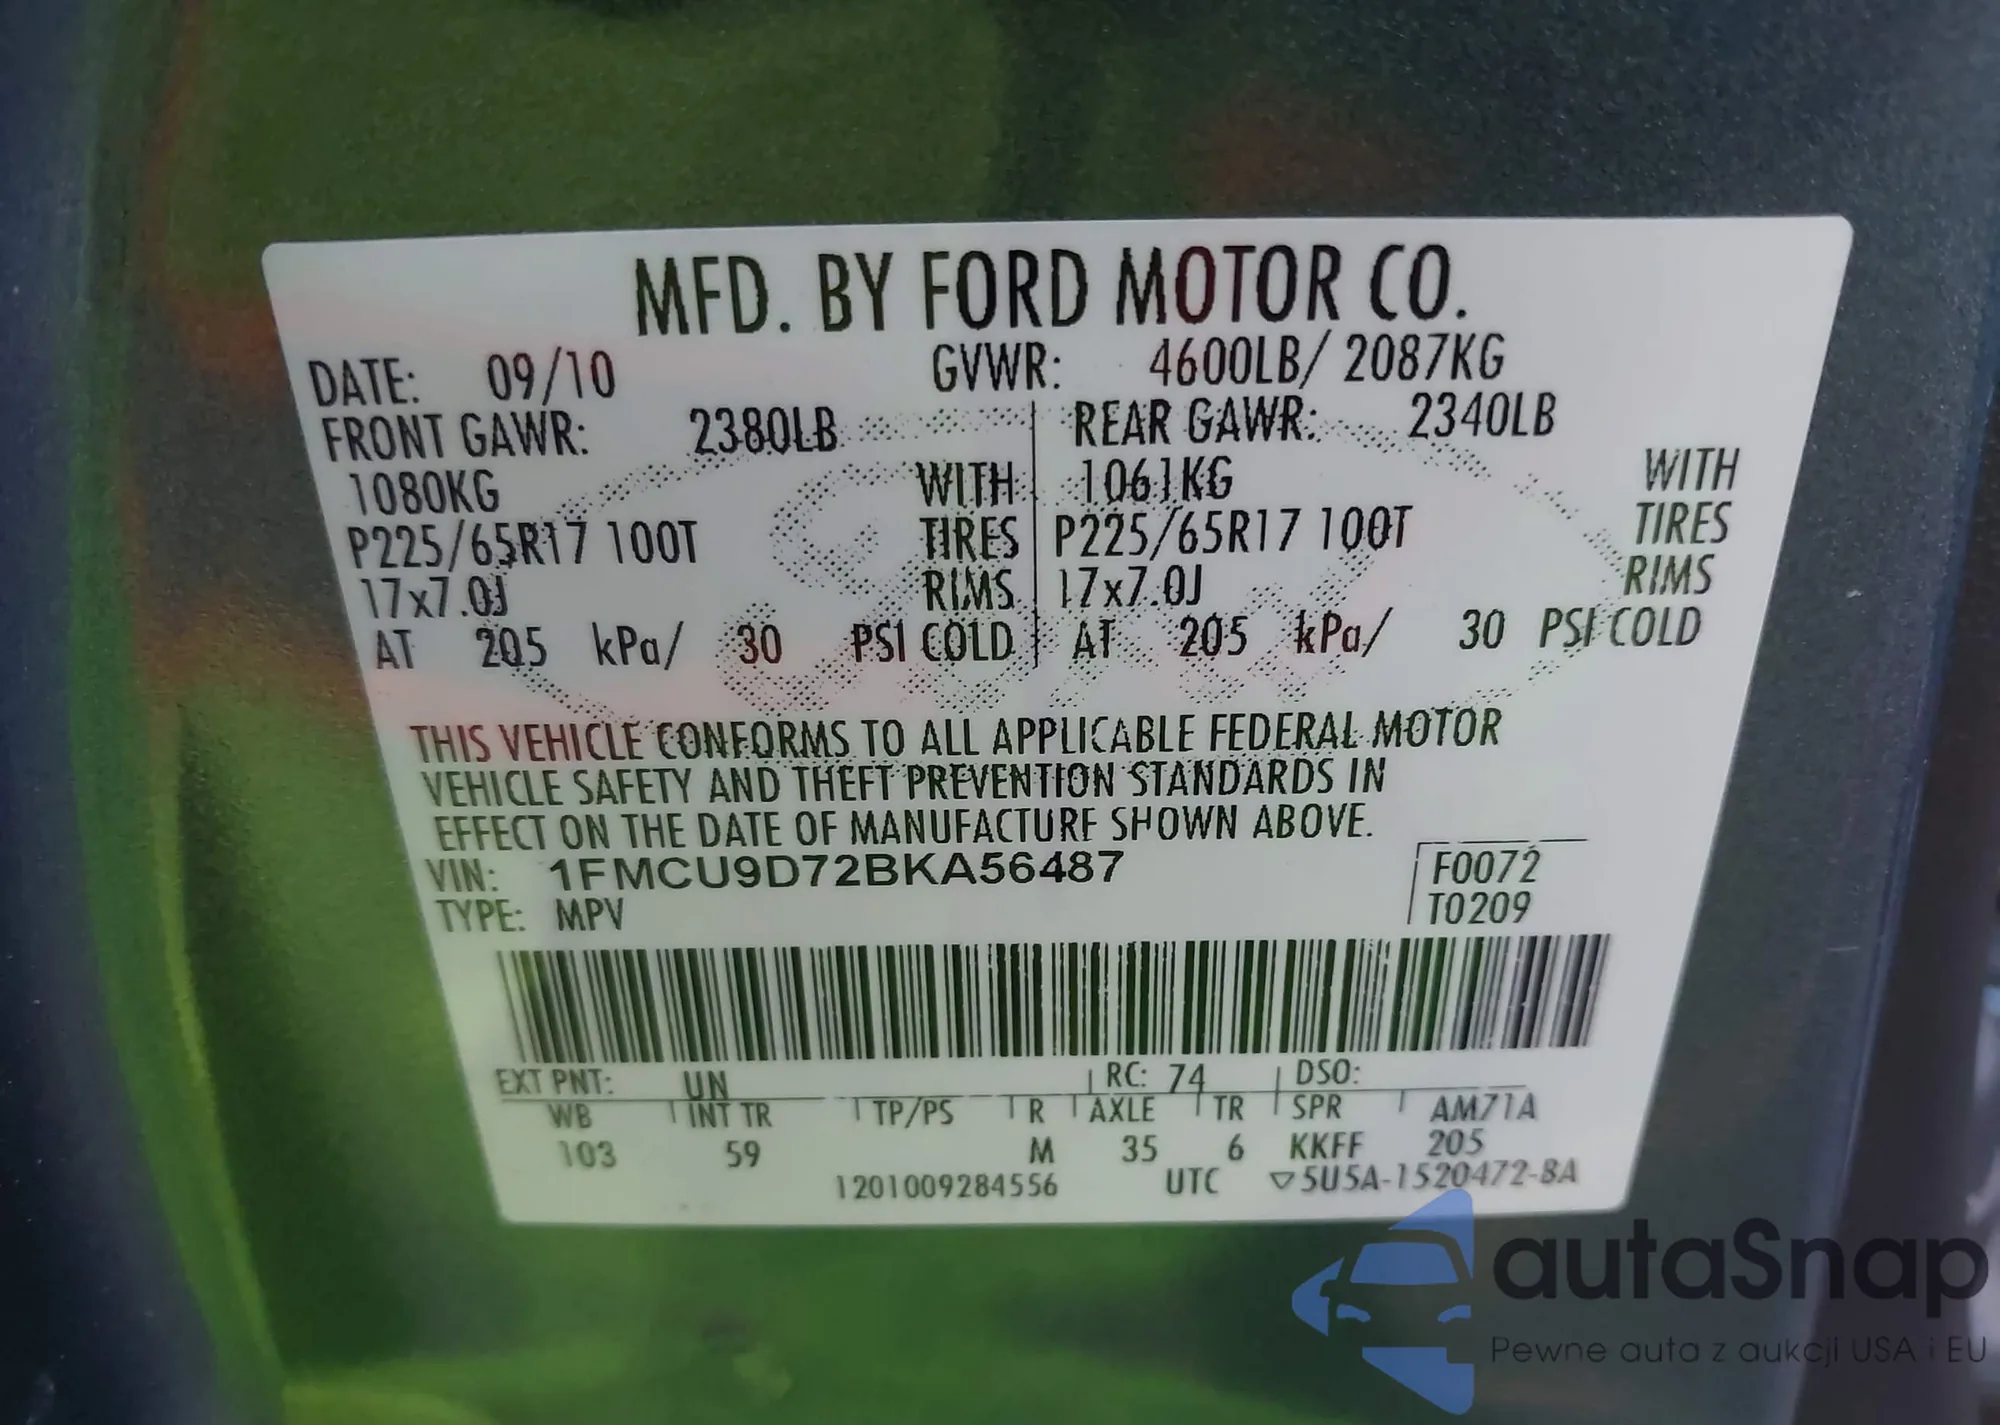 MFD. BY FORD MOTOR CO.
DATE: 09/10 GVWR: 4600LB/ 2087KG
FRONT GAWR: 2380LB REAR GAWR: 2340LB
1080KG WITH 1061KG WITH
P225/65R17 100T TIRES P225/65R17 100T TIRES
17x7.0J RIMS 17x7.0J RIMS
AT 205 kPa/ 30 PSI COLD AT 205 kPa/ 30 PSI COLD
THIS VEHICLE CONFORMS TO ALL APPLICABLE FEDERAL MOTOR
VEHICLE SAFETY AND THEFT PREVENTION STANDARDS IN
EFFECT ON THE DATE OF MANUFACTURE SHOWN ABOVE.
VIN: 1FMCU9D72BKA56487 F0072
TYPE: MPV T0209
EXT PNT: UN RC: 74 DSO:
WB INT TR TP/PS R AXLE TR SPR AM71A
103 59 M 35 6 KKFF 205
1201009284556 UTC ▽5U5A-1520472-BA
autaSnap
Pewne auta z aukcji USA i EU